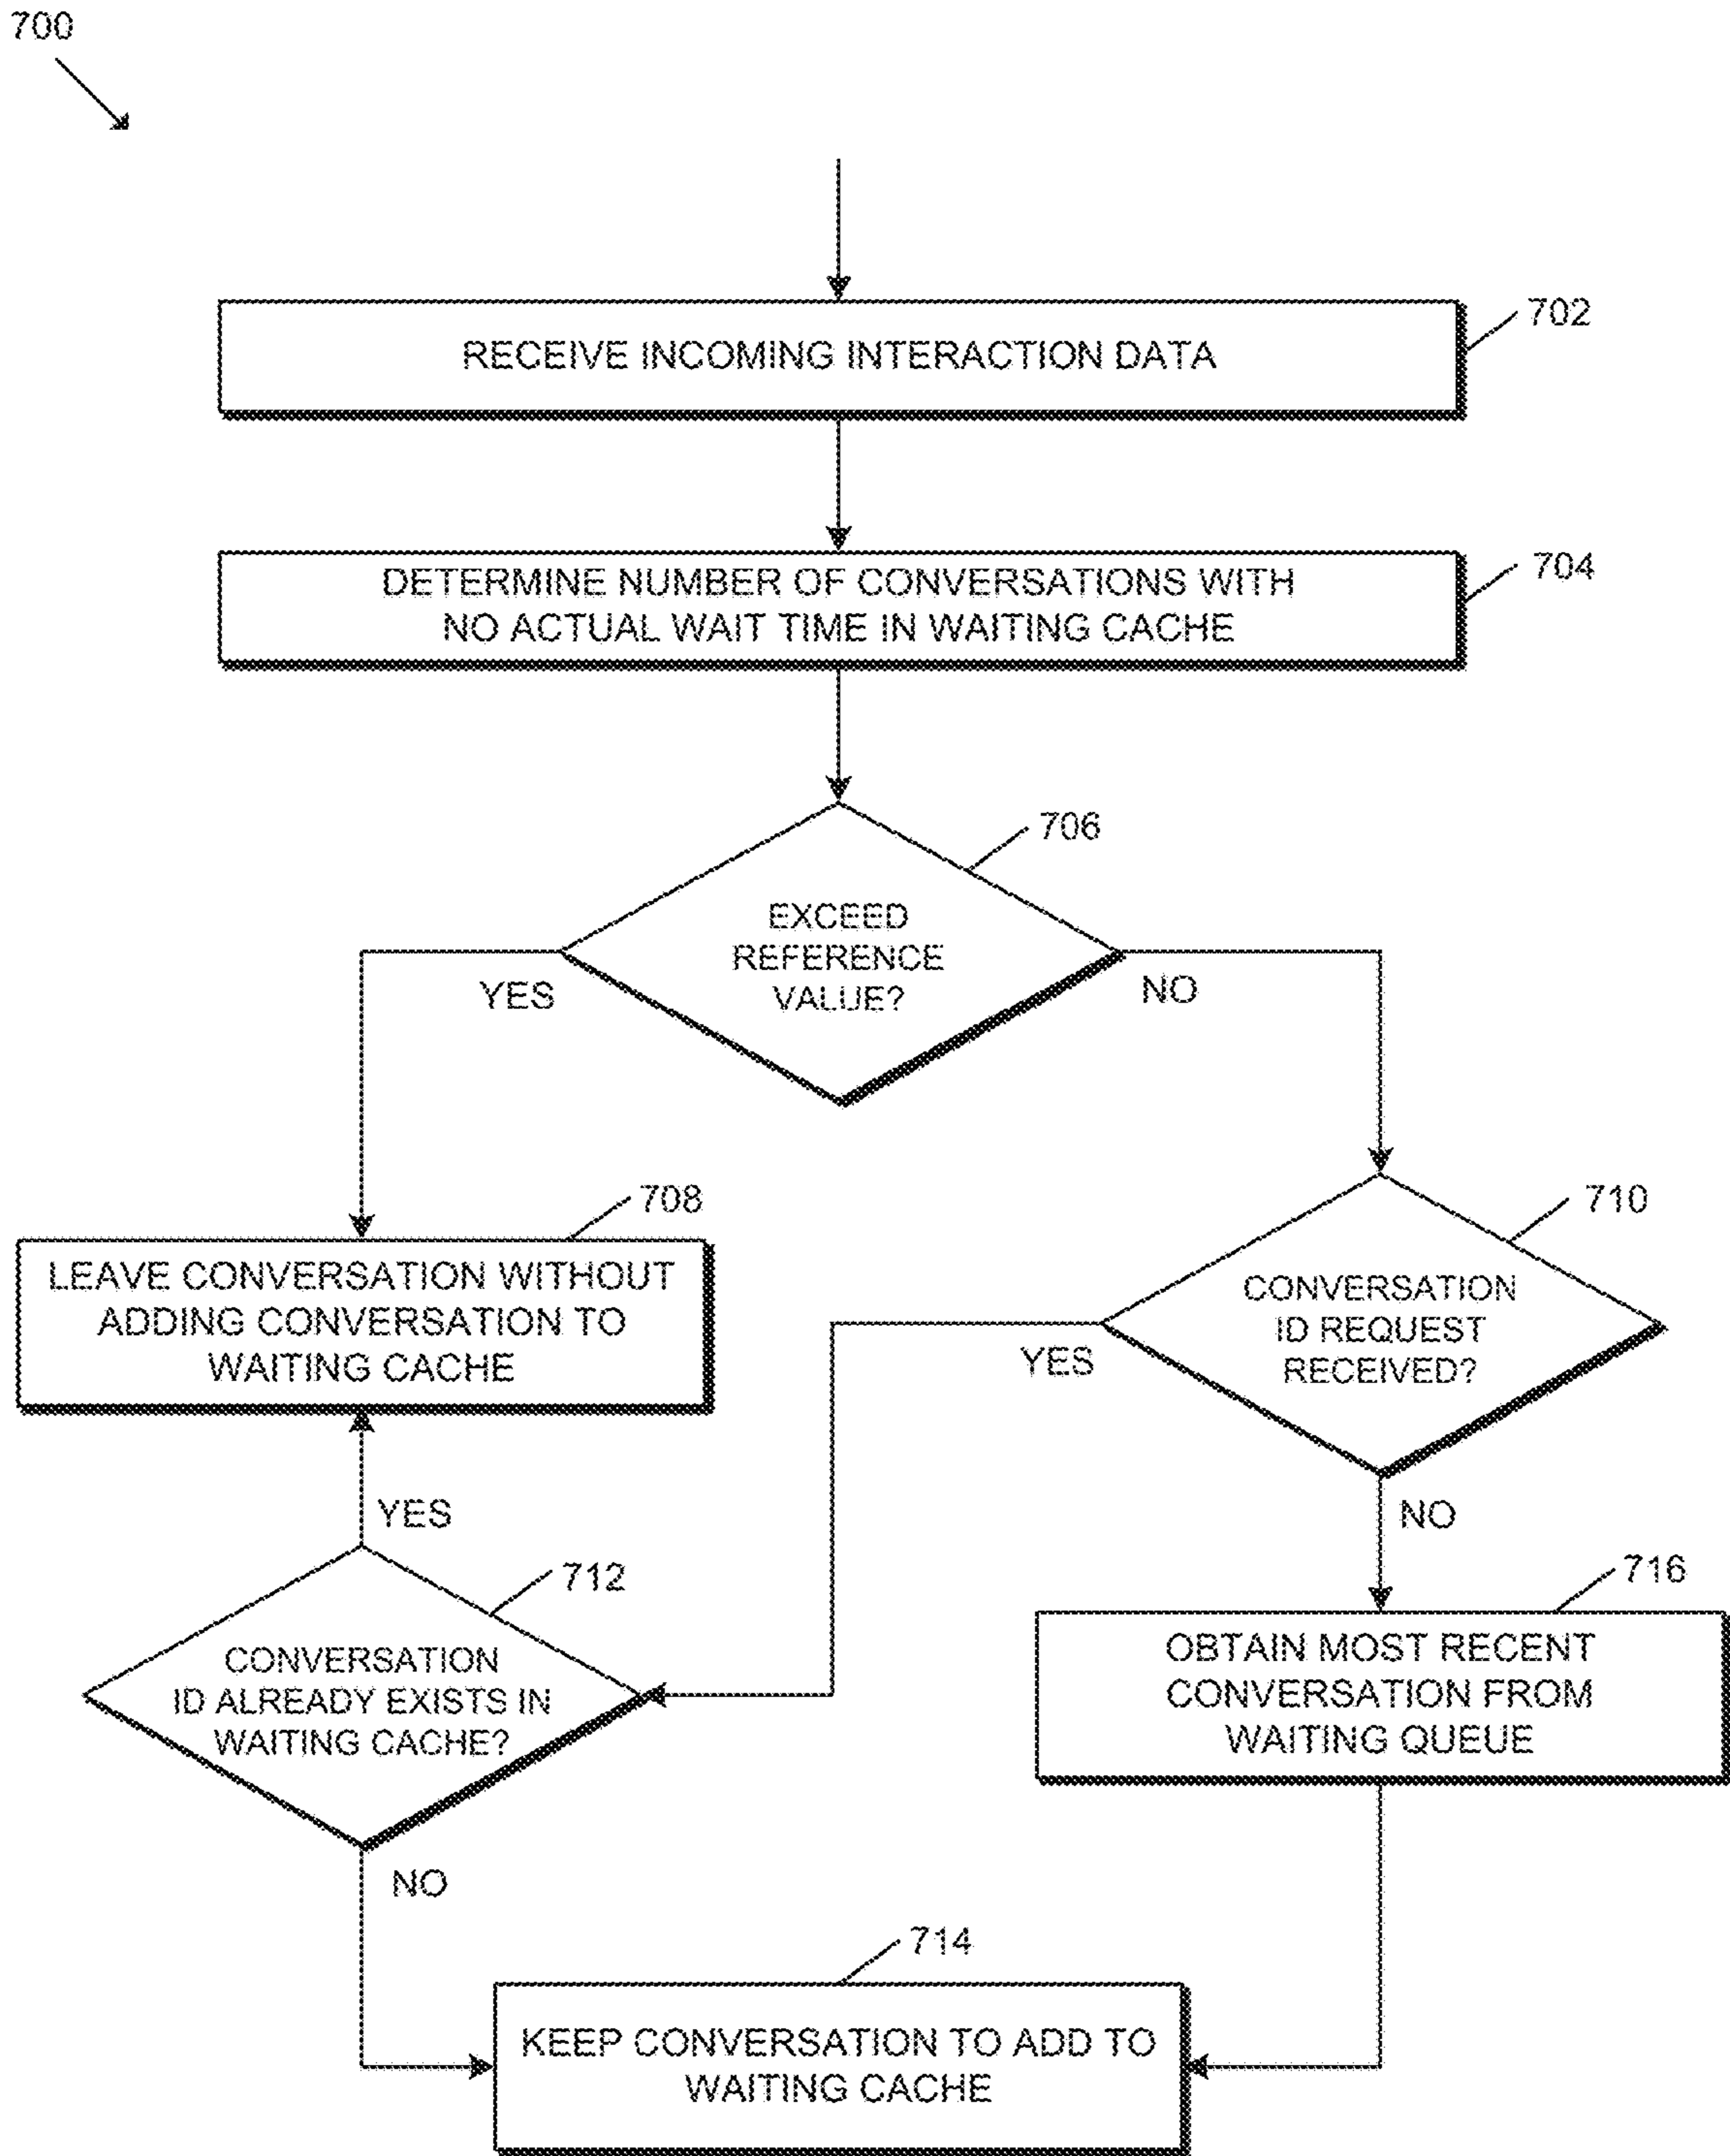 700
702
RECEIVE INCOMING INTERACTION DATA
704
DETERMINE NUMBER OF CONVERSATIONS WITH
NO ACTUAL WAIT TIME IN WAITING CACHE
706
EXCEED
REFERENCE
VALUE?
YES
NO
708
LEAVE CONVERSATION WITHOUT
ADDING CONVERSATION TO
WAITING CACHE
710
CONVERSATION
ID REQUEST
RECEIVED?
YES
NO
YES
712
CONVERSATION
ID ALREADY EXISTS IN
WAITING CACHE?
NO
716
OBTAIN MOST RECENT
CONVERSATION FROM
WAITING QUEUE
714
KEEP CONVERSATION TO ADD TO
WAITING CACHE